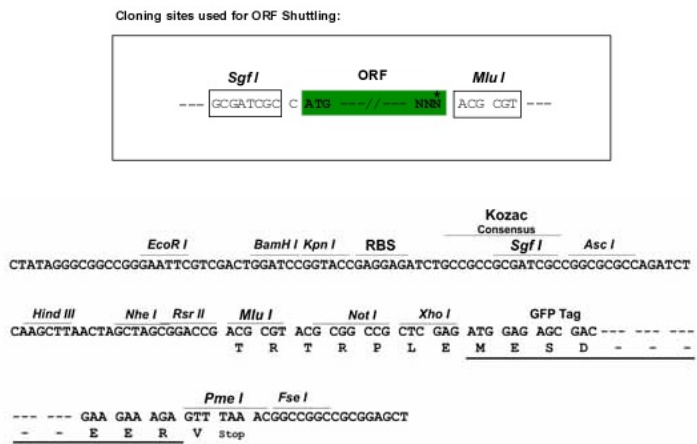 Cloning sites used for ORF Shuttling:
Sgf I ORF Mlu I
--- GCGATCGC C ATG ---//--- NNN* ACG CGT ---
Kozac
Consensus
EcoR I BamH I Kpn I RBS Sgf I Asc I
CTATAGGGCGGCCGGGAATTCGTCGACTGGATCCGGTACCGAGGAGATCTGCCGCCGCGATCGCCGGCGCGCCAGATCT
Hind III Nhe I Rsr II Mlu I Not I Xho I GFP Tag
CAAGCTTAACTAGCTAGCGGACCG ACG CGT ACG CGG CCG CTC GAG ATG GAG AGC GAC--- ---
T R T R P L E M E S D - - -
Pme I Fse I
--- --- GAA GAA AGA GTT TAA ACGGCCGGCCGCGGAGCT
- - E E R V Stop